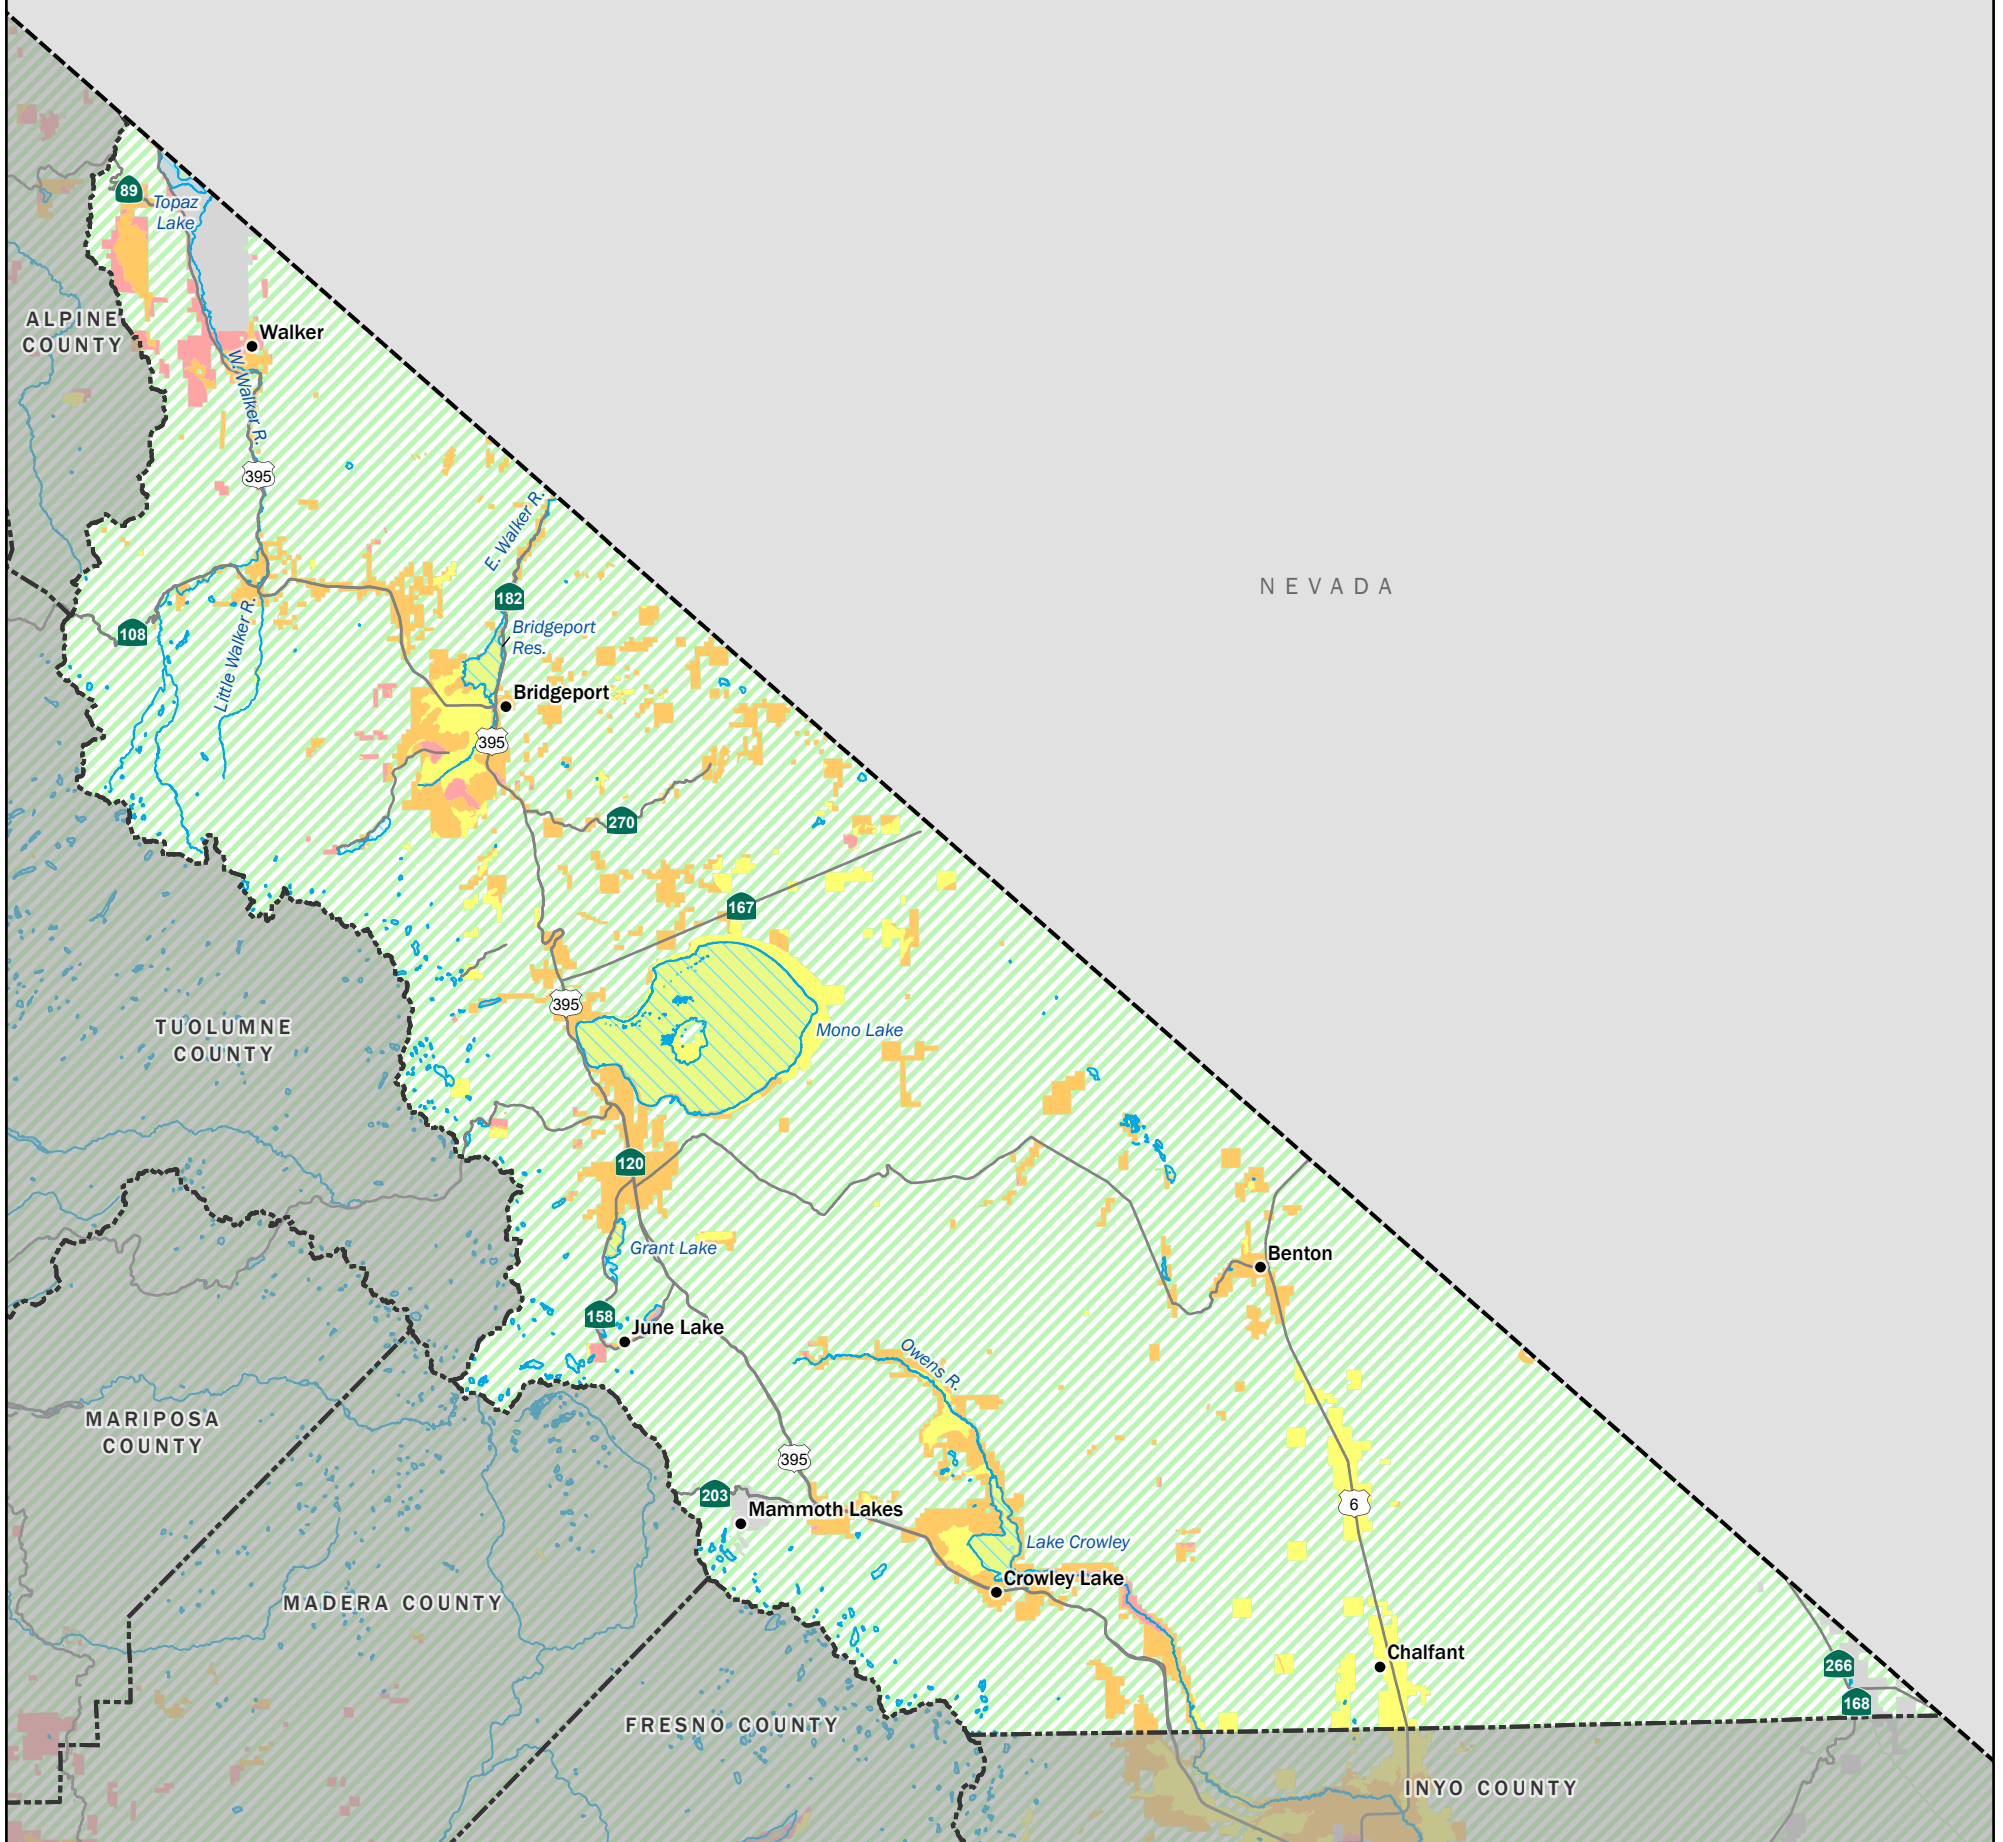 89
Topaz
Lake
ALPINE
COUNTY
Walker
W. Walker R.
395
E. Walker R.
NEVADA
182
108
Little Walker R.
Bridgeport
Res.
Bridgeport
395
270
167
395
TUOLUMNE
COUNTY
Mono Lake
120
Grant Lake
Benton
158
June Lake
Owens R.
MARIPOSA
COUNTY
395
203
Mammoth Lakes
6
Lake Crowley
Crowley Lake
MADERA COUNTY
Chalfant
266
168
FRESNO COUNTY
INYO COUNTY